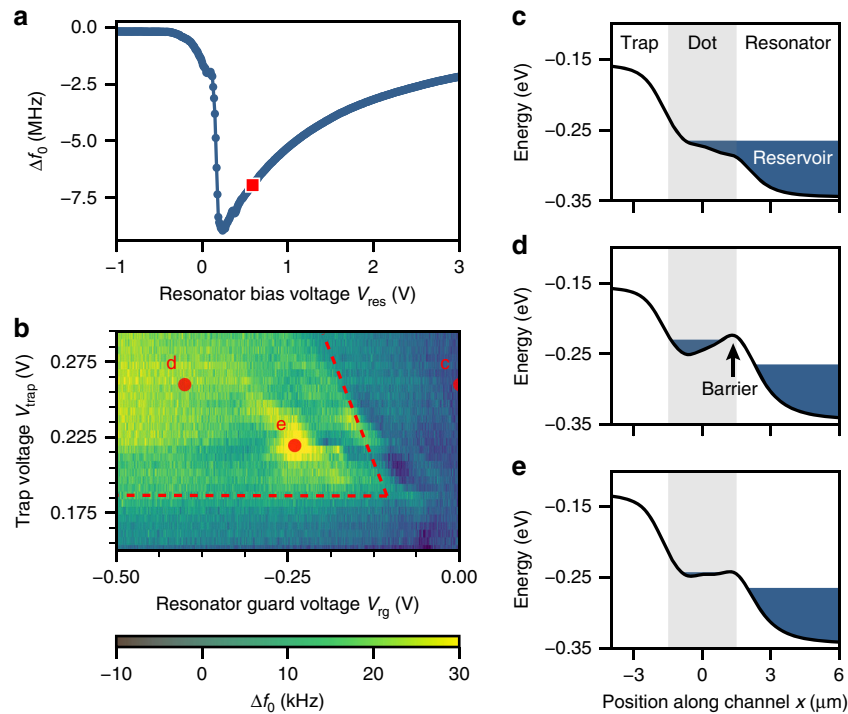 a
0.0
−2.5
−5.0
−7.5
Δf₀ (MHz)
−1 0 1 2 3
Resonator bias voltage V_res (V)
b
0.275
0.225
0.175
Trap voltage V_trap (V)
d
c
e
−0.50 −0.25 0.00
Resonator guard voltage V_rg (V)
−10 0 10 20 30
Δf₀ (kHz)
c
Trap Dot Resonator
−0.15
−0.25
−0.35
Energy (eV)
Reservoir
d
−0.15
−0.25
−0.35
Energy (eV)
Barrier
e
−0.15
−0.25
−0.35
Energy (eV)
−3 0 3 6
Position along channel x (μm)